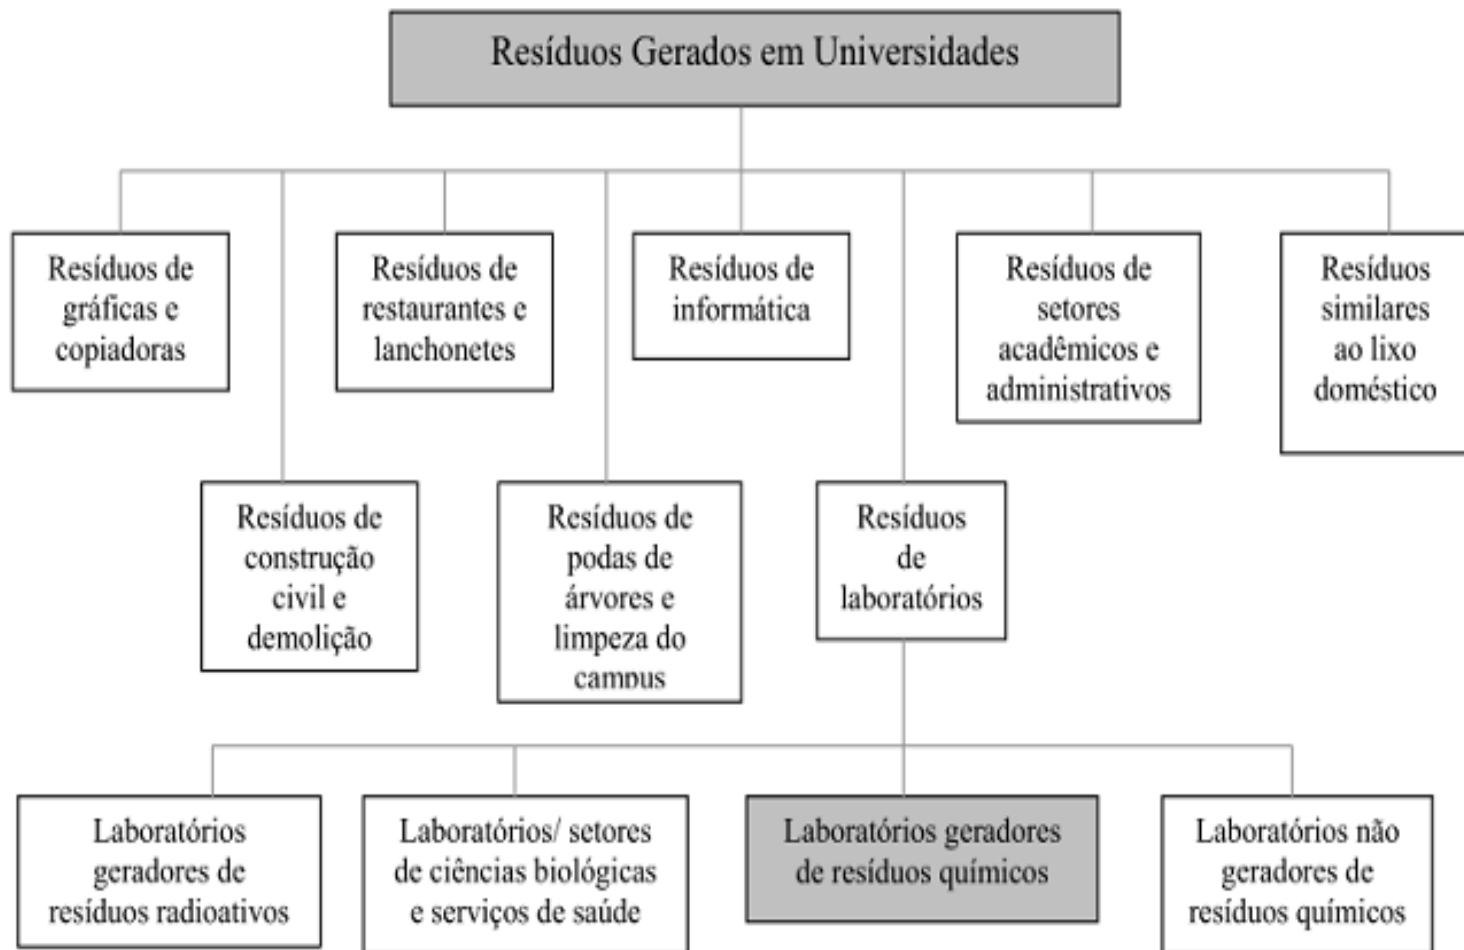 Resíduos Gerados em Universidades
Resíduos de
gráficas e
copiadoras
Resíduos de
restaurantes e
lanchonetes
Resíduos de
informática
Resíduos de
setores
acadêmicos e
administrativos
Resíduos
similares
ao lixo
doméstico
Resíduos de
construção
civil e
demolição
Resíduos de
podas de
árvores e
limpeza do
campus
Resíduos
de
laboratórios
Laboratórios
geradores de
resíduos radioativos
Laboratórios/ setores
de ciências biológicas
e serviços de saúde
Laboratórios geradores
de resíduos químicos
Laboratórios não
geradores de
resíduos químicos